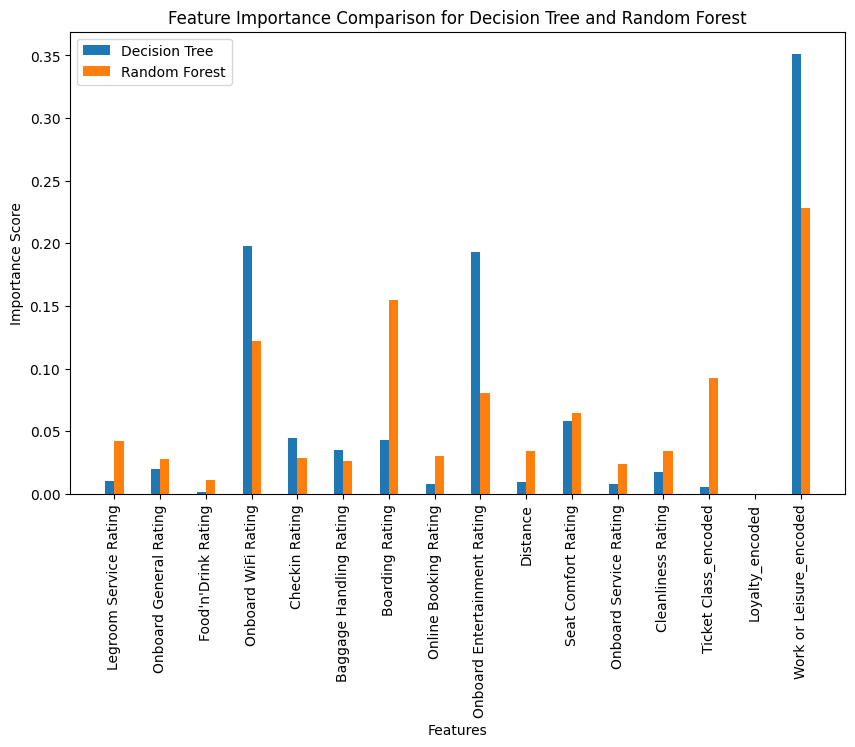 Feature Importance Comparison for Decision Tree and Random Forest
Decision Tree
Random Forest
Importance Score
0.35
0.30
0.25
0.20
0.15
0.10
0.05
0.00
Legroom Service Rating
Onboard General Rating
Food'n'Drink Rating
Onboard WiFi Rating
Checkin Rating
Baggage Handling Rating
Boarding Rating
Online Booking Rating
Onboard Entertainment Rating
Distance
Seat Comfort Rating
Onboard Service Rating
Cleanliness Rating
Ticket Class_encoded
Loyalty_encoded
Work or Leisure_encoded
Features